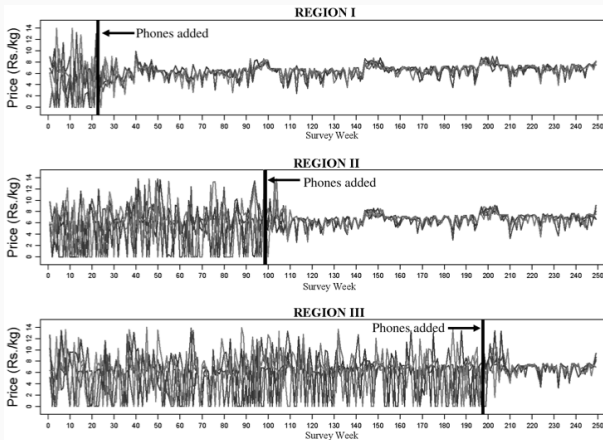 REGION I
Price (Rs./kg)
0 2 4 6 8 10 12 14
Phones added
0 10 20 30 40 50 60 70 80 90 100 110 120 130 140 150 160 170 180 190 200 210 220 230 240 250
Survey Week
REGION II
Price (Rs./kg)
0 2 4 6 8 10 12 14
Phones added
0 10 20 30 40 50 60 70 80 90 100 110 120 130 140 150 160 170 180 190 200 210 220 230 240 250
Survey Week
REGION III
Price (Rs./kg)
0 2 4 6 8 10 12 14
Phones added
0 10 20 30 40 50 60 70 80 90 100 110 120 130 140 150 160 170 180 190 200 210 220 230 240 250
Survey Week